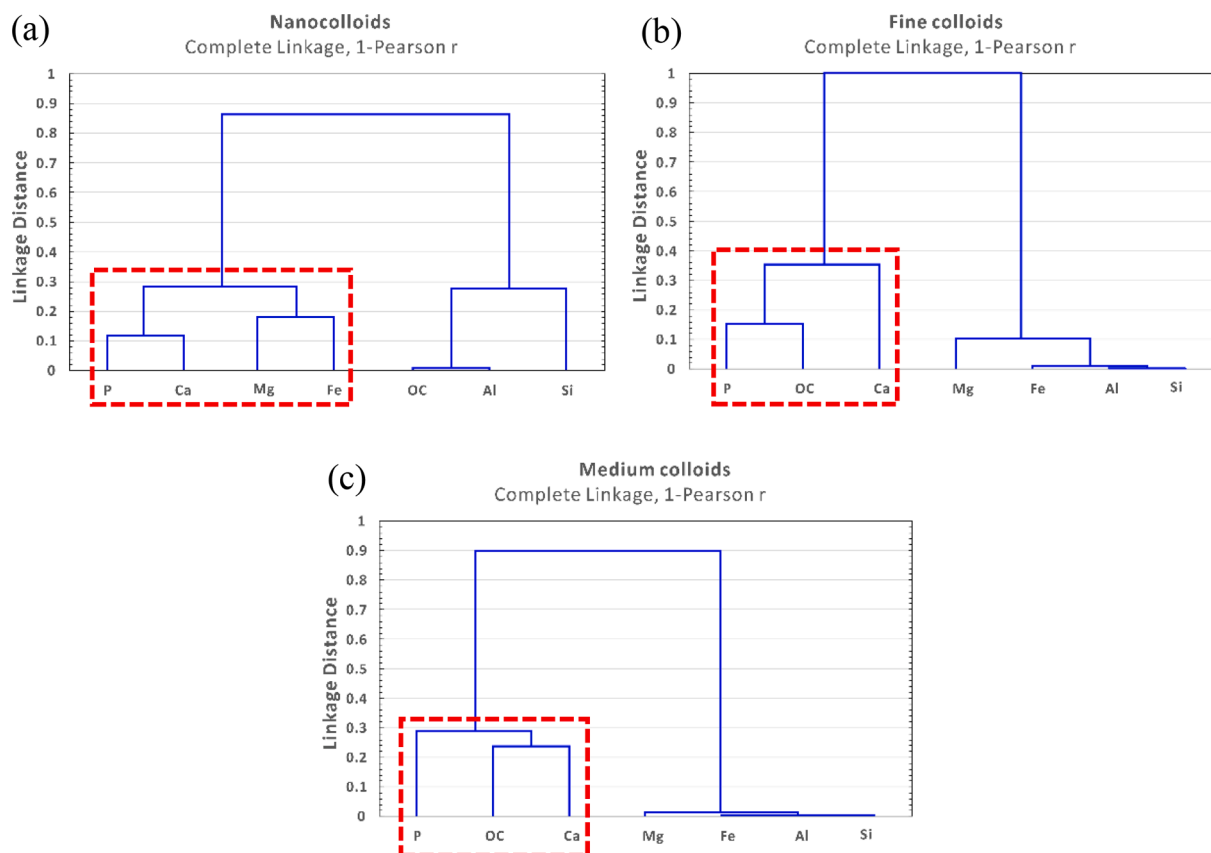 (a)
Nanocolloids
Complete Linkage, 1-Pearson r
Linkage Distance
1
0.9
0.8
0.7
0.6
0.5
0.4
0.3
0.2
0.1
0
P Ca Mg Fe OC Al Si
(b)
Fine colloids
Complete Linkage, 1-Pearson r
Linkage Distance
1
0.9
0.8
0.7
0.6
0.5
0.4
0.3
0.2
0.1
0
P OC Ca Mg Fe Al Si
(c)
Medium colloids
Complete Linkage, 1-Pearson r
Linkage Distance
1
0.9
0.8
0.7
0.6
0.5
0.4
0.3
0.2
0.1
0
P OC Ca Mg Fe Al Si